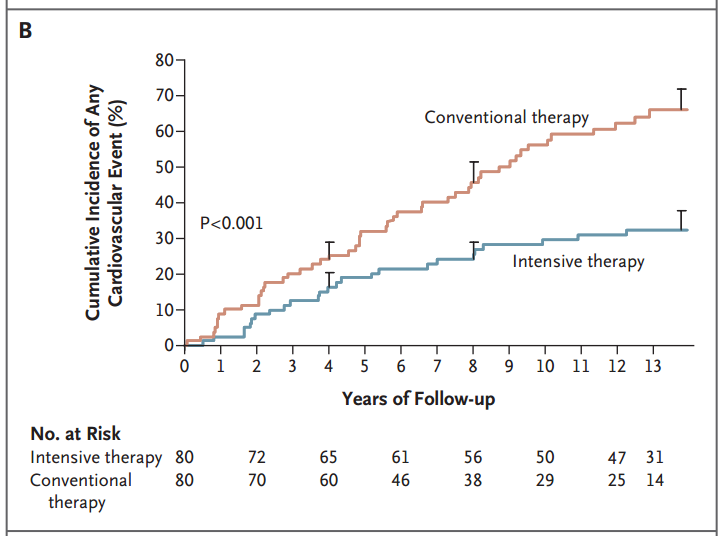 B
Cumulative Incidence of Any
Cardiovascular Event (%)
80
70
60
50
40
30
20
10
0
Conventional therapy
P<0.001
Intensive therapy
0 1 2 3 4 5 6 7 8 9 10 11 12 13
Years of Follow-up
No. at Risk
Intensive therapy 80 72 65 61 56 50 47 31
Conventional 80 70 60 46 38 29 25 14
therapy